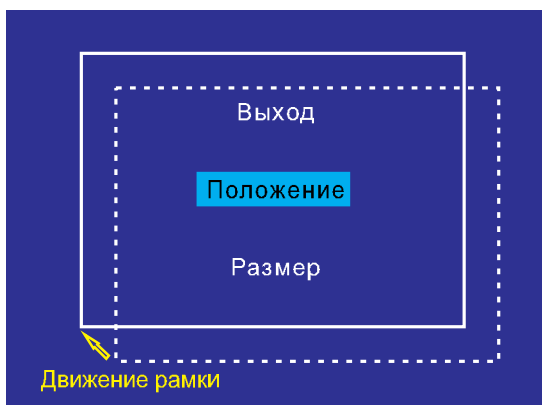 Выход
Положение
Размер
Движение рамки